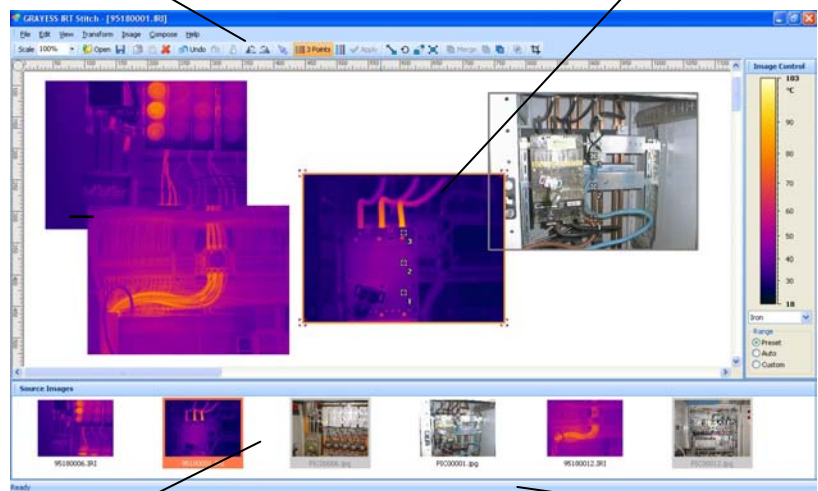 GRAYESS IRT Stitch - [95180001.IRI]
File Edit View Transform Image Compose Help
Scale 100% Open Undo 3 Points Apply Merge
Image Control
103
°C
90
80
70
60
50
40
30
18
Iron
Range
Preset
Auto
Custom
3
2
1
Source Images
95180006.IRI PIC00001.jpg 95180012.IRI PIC00012.jpg
Ready